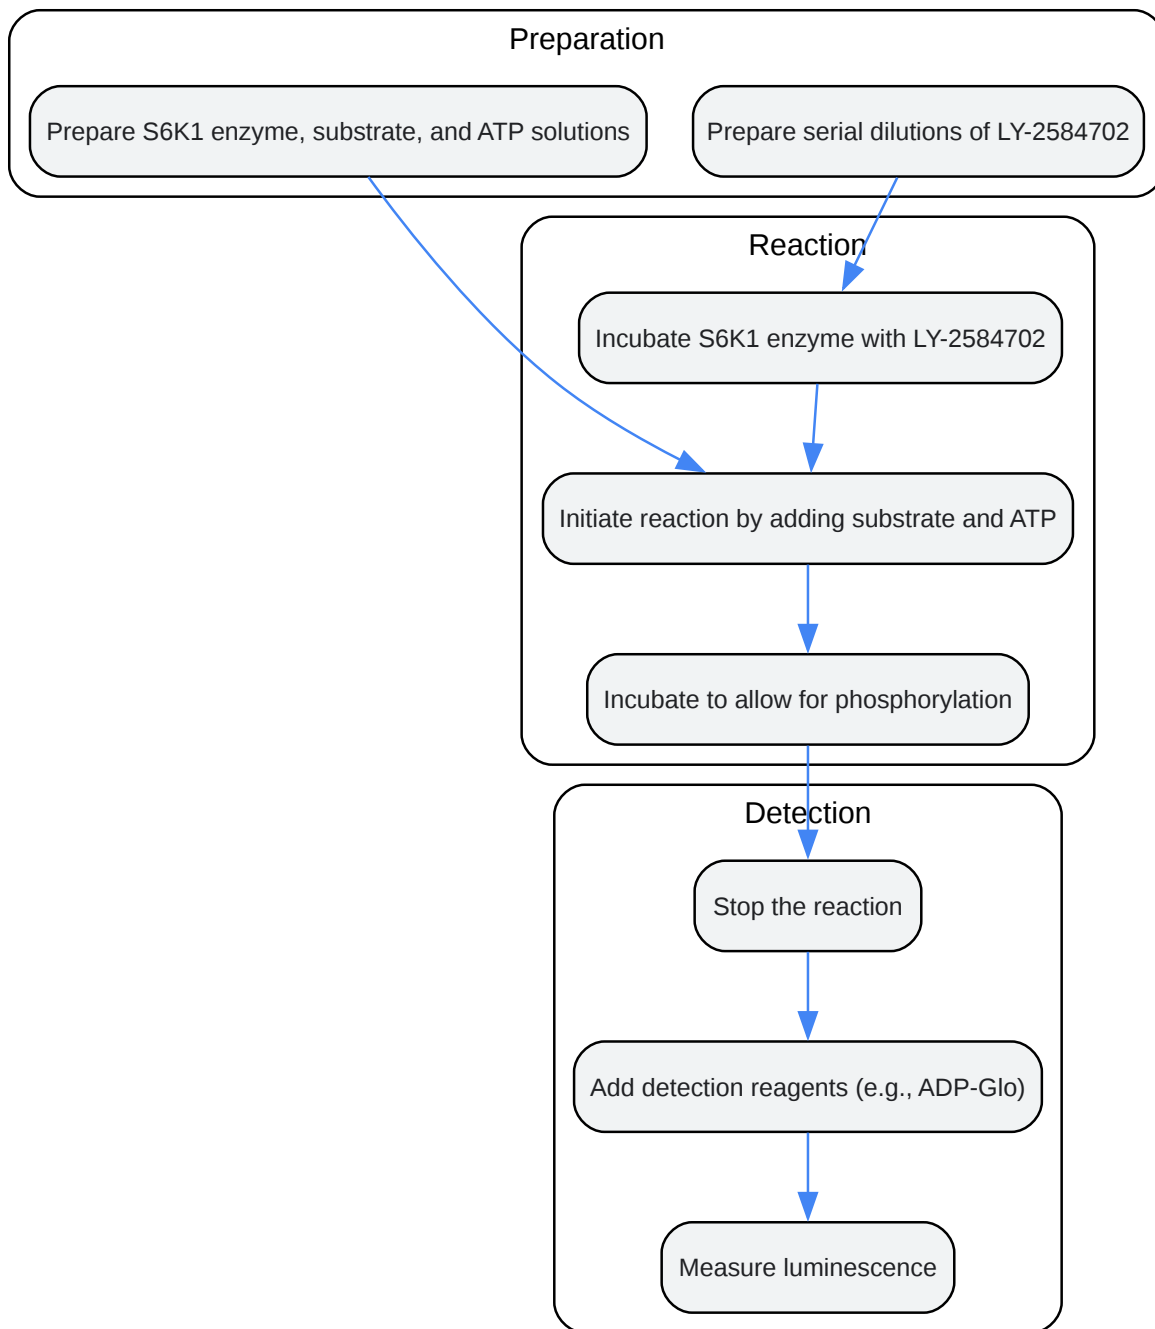 Preparation
Prepare S6K1 enzyme, substrate, and ATP solutions
Prepare serial dilutions of LY-2584702
Reaction
Incubate S6K1 enzyme with LY-2584702
Initiate reaction by adding substrate and ATP
Incubate to allow for phosphorylation
Detection
Stop the reaction
Add detection reagents (e.g., ADP-Glo)
Measure luminescence